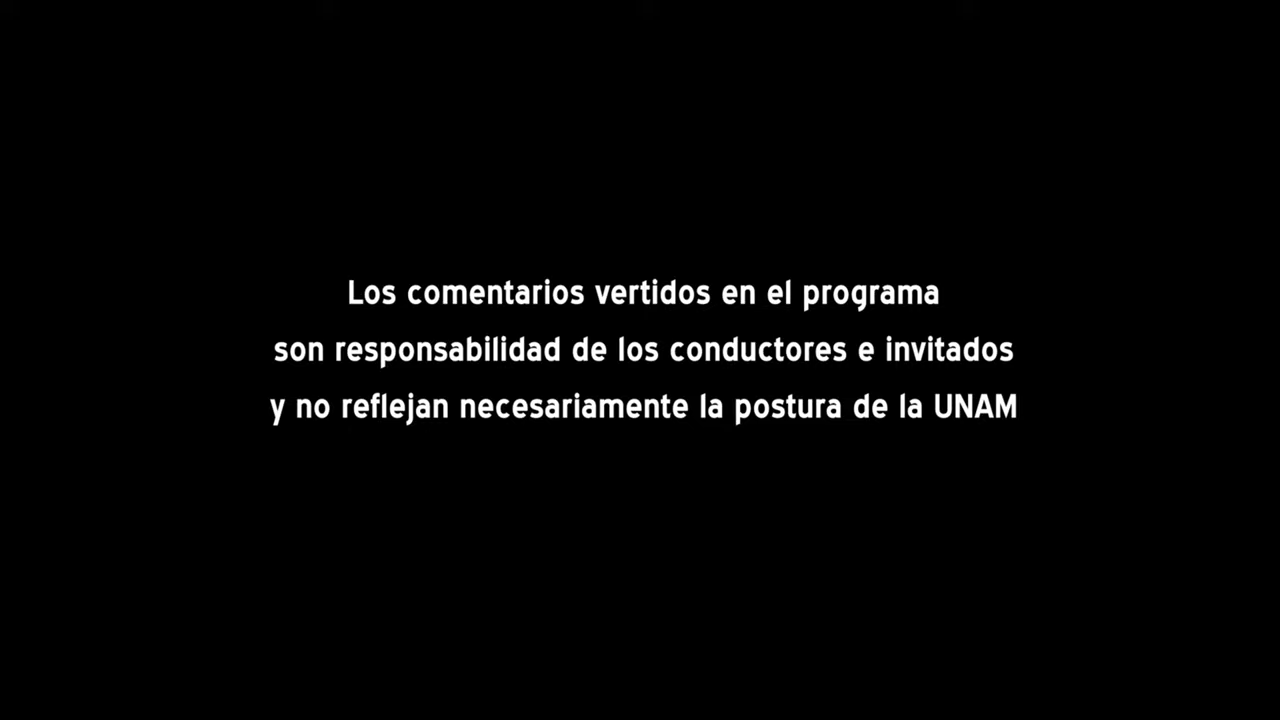 Los comentarios vertidos en el programa
son responsabilidad de los conductores e invitados
y no reflejan necesariamente la postura de la UNAM